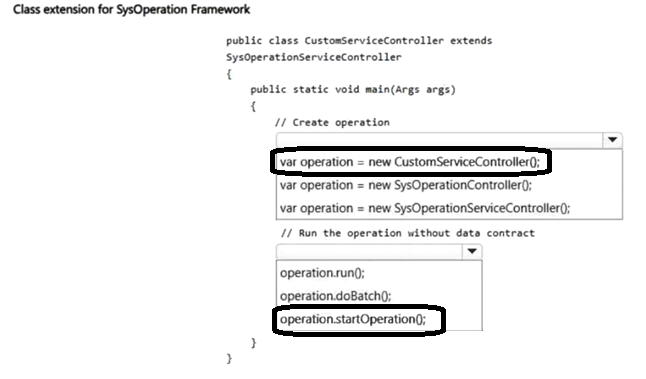 Class extension for SysOperation Framework
public class CustomServiceController extends
SysOperationServiceController
{
public static void main(Args args)
{
// Create operation
var operation = new CustomServiceController();
var operation = new SysOperationController();
var operation = new SysOperationServiceController();
// Run the operation without data contract
operation.run();
operation.doBatch();
operation.startOperation();
}
}